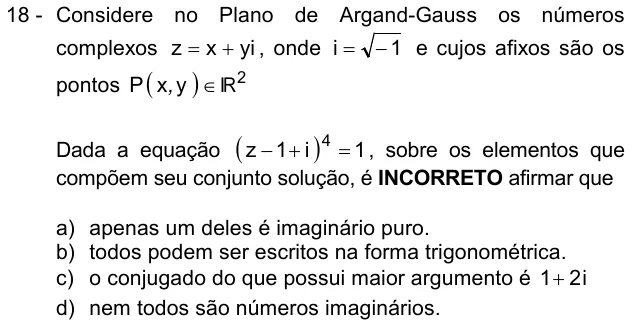 18 - Considere no Plano de Argand-Gauss os números
complexos z = x + yi, onde i = √−1 e cujos afixos são os
pontos P(x, y) ∈ ℝ²
Dada a equação (z − 1 + i)⁴ = 1, sobre os elementos que
compõem seu conjunto solução, é INCORRETO afirmar que
a) apenas um deles é imaginário puro.
b) todos podem ser escritos na forma trigonométrica.
c) o conjugado do que possui maior argumento é 1 + 2i
d) nem todos são números imaginários.